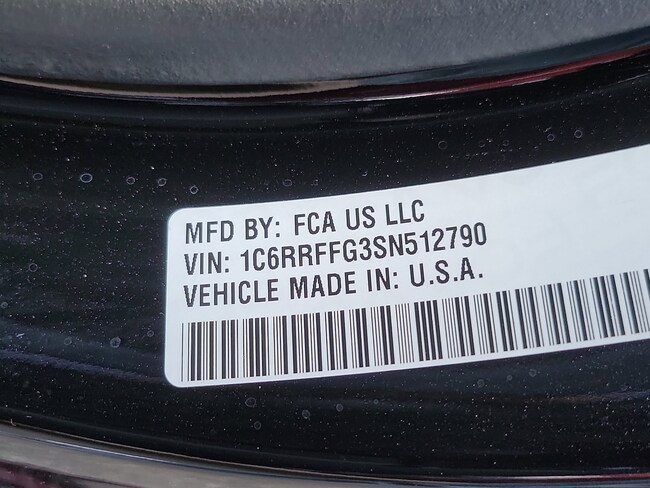 MFD BY: FCA US LLC
VIN: 1C6RRFFG3SN512790
VEHICLE MADE IN: U.S.A.